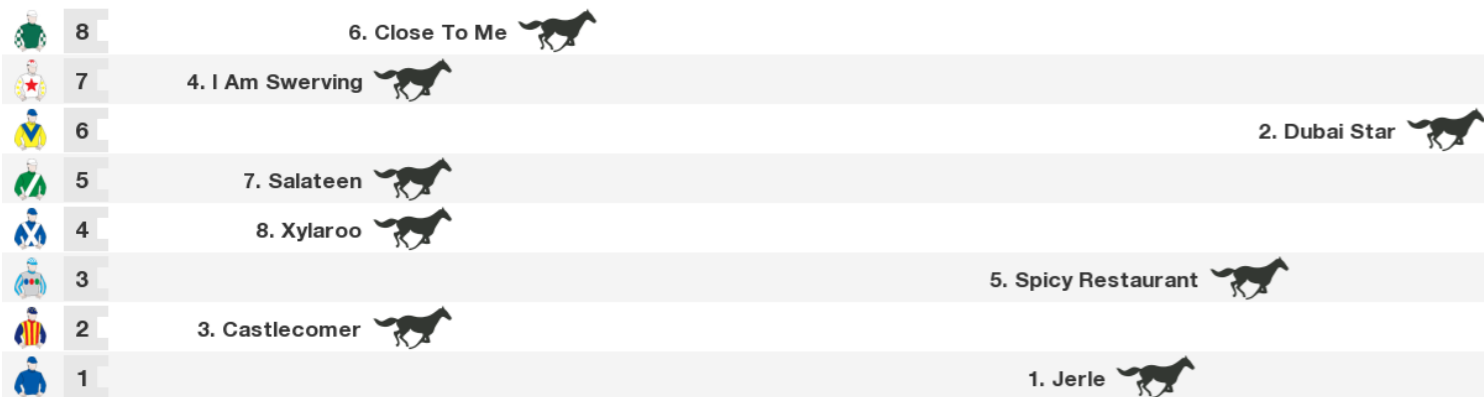 8 6. Close To Me
7 4. I Am Swerving
6 2. Dubai Star
5 7. Salateen
4 8. Xylaroo
3 5. Spicy Restaurant
2 3. Castlecomer
1 1. Jerle